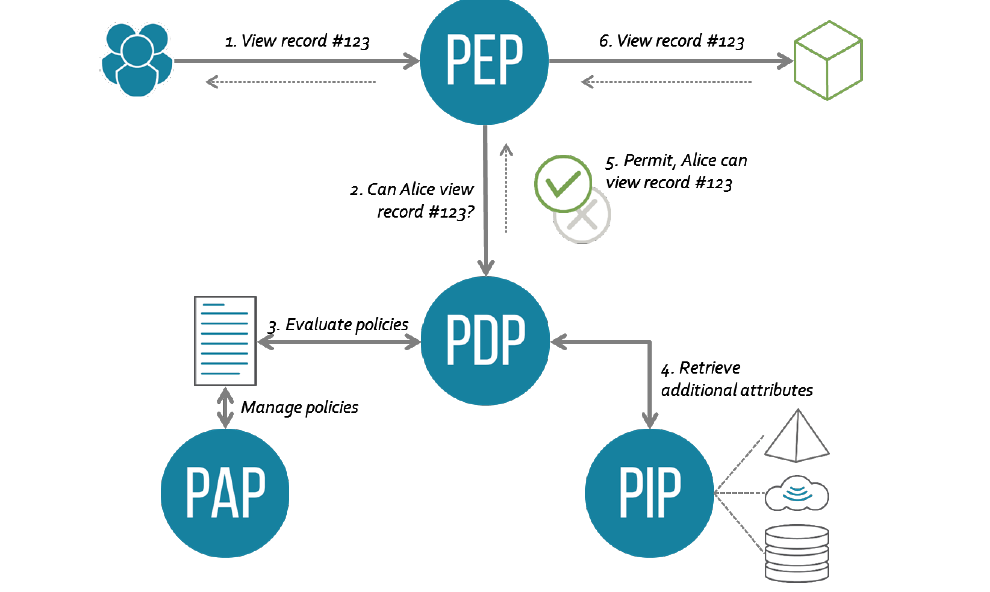 1. View record #123
PEP
6. View record #123
5. Permit, Alice can
view record #123
2. Can Alice view
record #123?
3. Evaluate policies
PDP
4. Retrieve
additional attributes
Manage policies
PAP
PIP